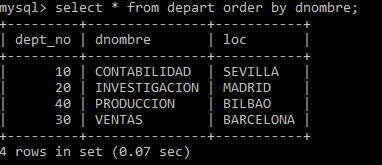 mysql> select * from depart order by dnombre;
+---------+---------------+-----------+
| dept_no | dnombre       | loc       |
+---------+---------------+-----------+
|      10 | CONTABILIDAD  | SEVILLA   |
|      20 | INVESTIGACION | MADRID    |
|      40 | PRODUCCION    | BILBAO    |
|      30 | VENTAS        | BARCELONA |
+---------+---------------+-----------+
4 rows in set (0.07 sec)